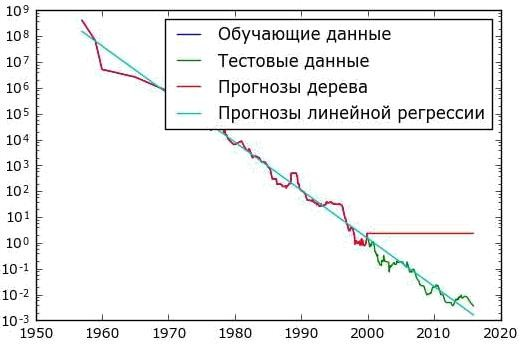 10⁹
10⁸
10⁷
10⁶
10⁵
10⁴
10³
10²
10¹
10⁰
10⁻¹
10⁻²
10⁻³
Обучающие данные
Тестовые данные
Прогнозы дерева
Прогнозы линейной регрессии
1950 1960 1970 1980 1990 2000 2010 2020